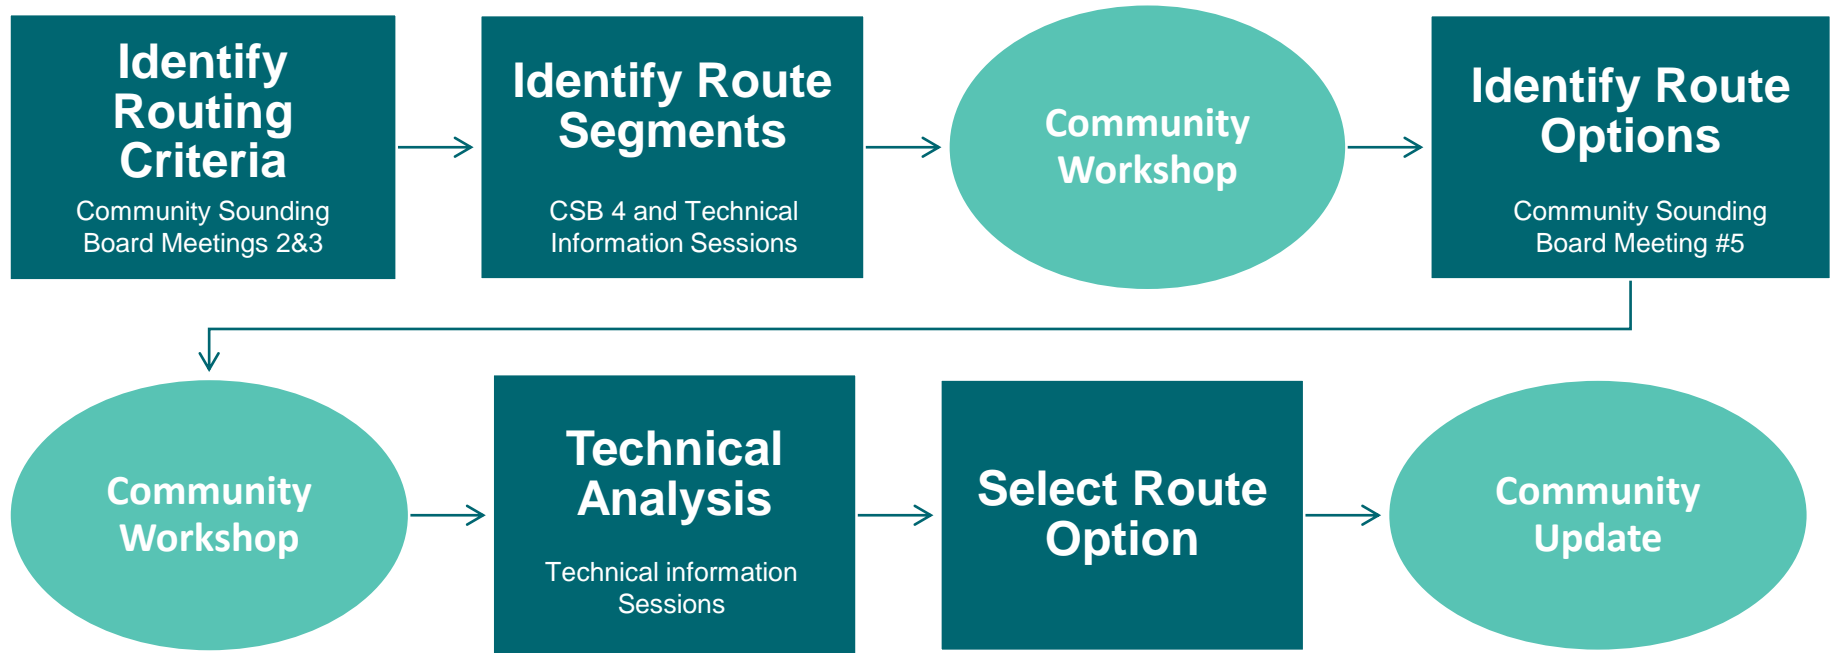 Identify
Routing
Criteria
Community Sounding
Board Meetings 2&3
Identify Route
Segments
CSB 4 and Technical
Information Sessions
Community
Workshop
Identify Route
Options
Community Sounding
Board Meeting #5
Community
Workshop
Technical
Analysis
Technical information
Sessions
Select Route
Option
Community
Update